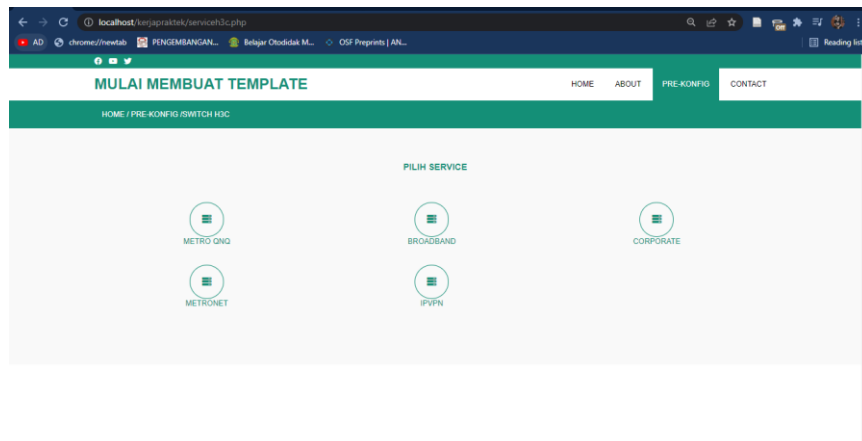 localhost/kerjapraktek/serviceh3c.php
Off
AD chrome://newtab PENGEMBANGAN... Belajar Otodidak M... OSF Preprints | AN... Reading list
MULAI MEMBUAT TEMPLATE HOME ABOUT PRE-KONFIG CONTACT
HOME / PRE-KONFIG /SWITCH H3C
PILIH SERVICE
METRO QNQ BROADBAND CORPORATE
METRONET IPVPN